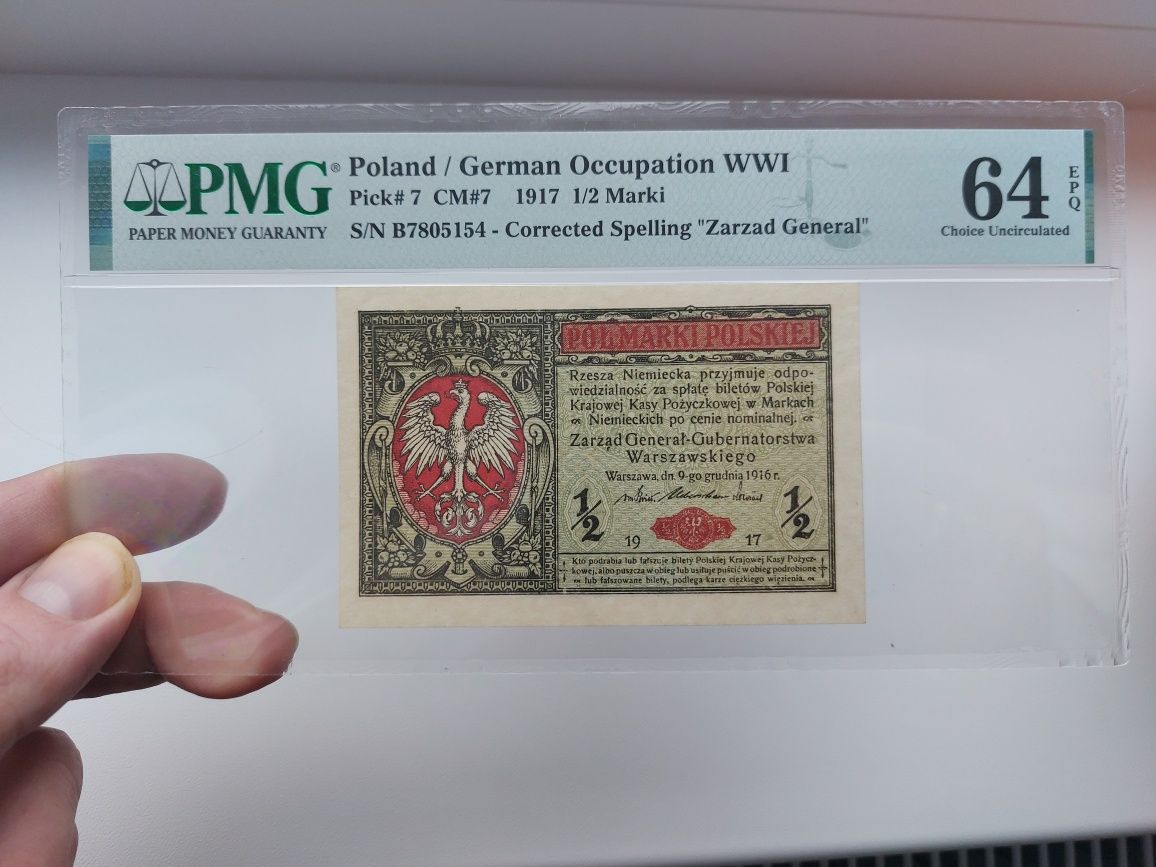 PMG®
PAPER MONEY GUARANTY
Poland / German Occupation WWI
Pick# 7 CM#7 1917 1/2 Marki
S/N B7805154 - Corrected Spelling "Zarzad General"
64
EPQ
Choice Uncirculated
PÓŁ MARKI POLSKIEJ
Rzesza Niemiecka przyjmuje odpo-
wiedzialność za spłatę biletów Polskiej
Krajowej Kasy Pożyczkowej w Markach
Niemieckich po cenie nominalnej.
Zarząd Generał-Gubernatorstwa
Warszawskiego
Warszawa, dn. 9-go grudnia 1916 r.
1/2
1/2
19 17
Kto podrabia lub fałszuje bilety Polskiej Krajowej Kasy Pożycz-
kowej, albo puszcza w obieg lub usiłuje puścić w obieg podrobione
lub fałszowane bilety, podlega karze ciężkiego więzienia.